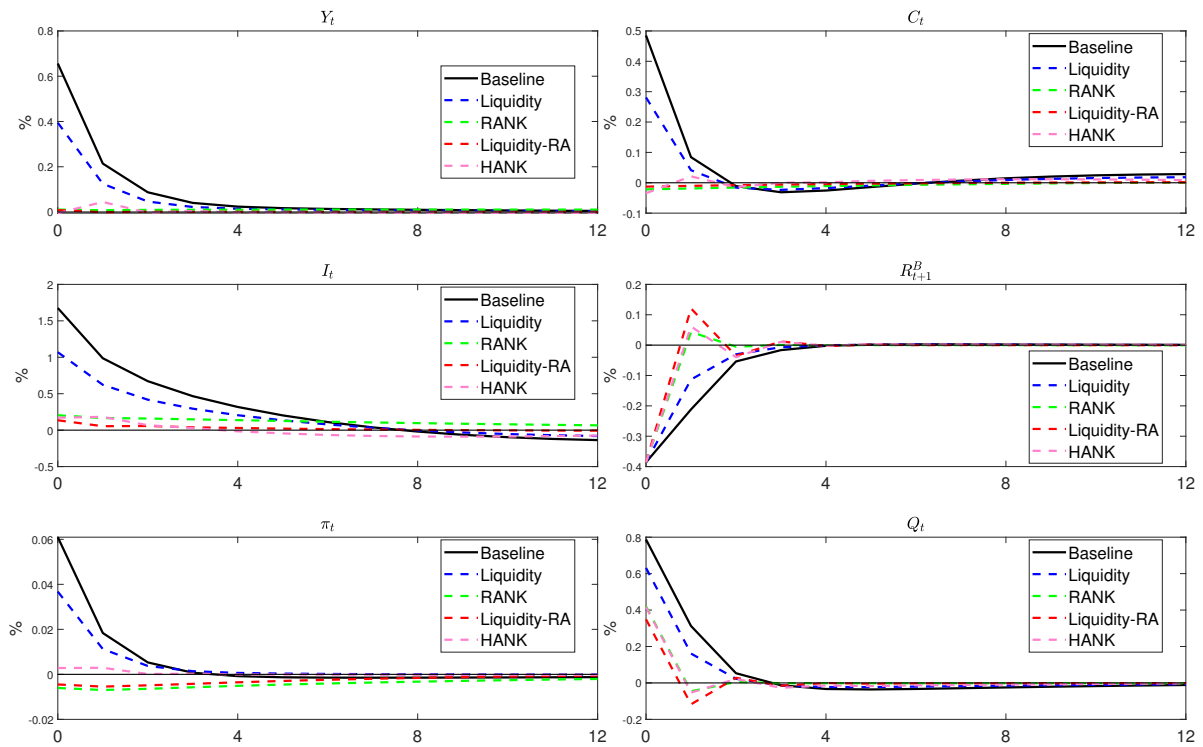 Y_t
0.8
0.6
0.4
0.2
0
%
0 4 8 12
Baseline
Liquidity
RANK
Liquidity-RA
HANK
C_t
0.5
0.4
0.3
0.2
0.1
0
-0.1
%
0 4 8 12
Baseline
Liquidity
RANK
Liquidity-RA
HANK
I_t
2
1.5
1
0.5
0
-0.5
%
0 4 8 12
Baseline
Liquidity
RANK
Liquidity-RA
HANK
R^B_{t+1}
0.2
0.1
0
-0.1
-0.2
-0.3
-0.4
%
0 4 8 12
Baseline
Liquidity
RANK
Liquidity-RA
HANK
π_t
0.06
0.04
0.02
0
-0.02
%
0 4 8 12
Baseline
Liquidity
RANK
Liquidity-RA
HANK
Q_t
0.8
0.6
0.4
0.2
0
-0.2
%
0 4 8 12
Baseline
Liquidity
RANK
Liquidity-RA
HANK